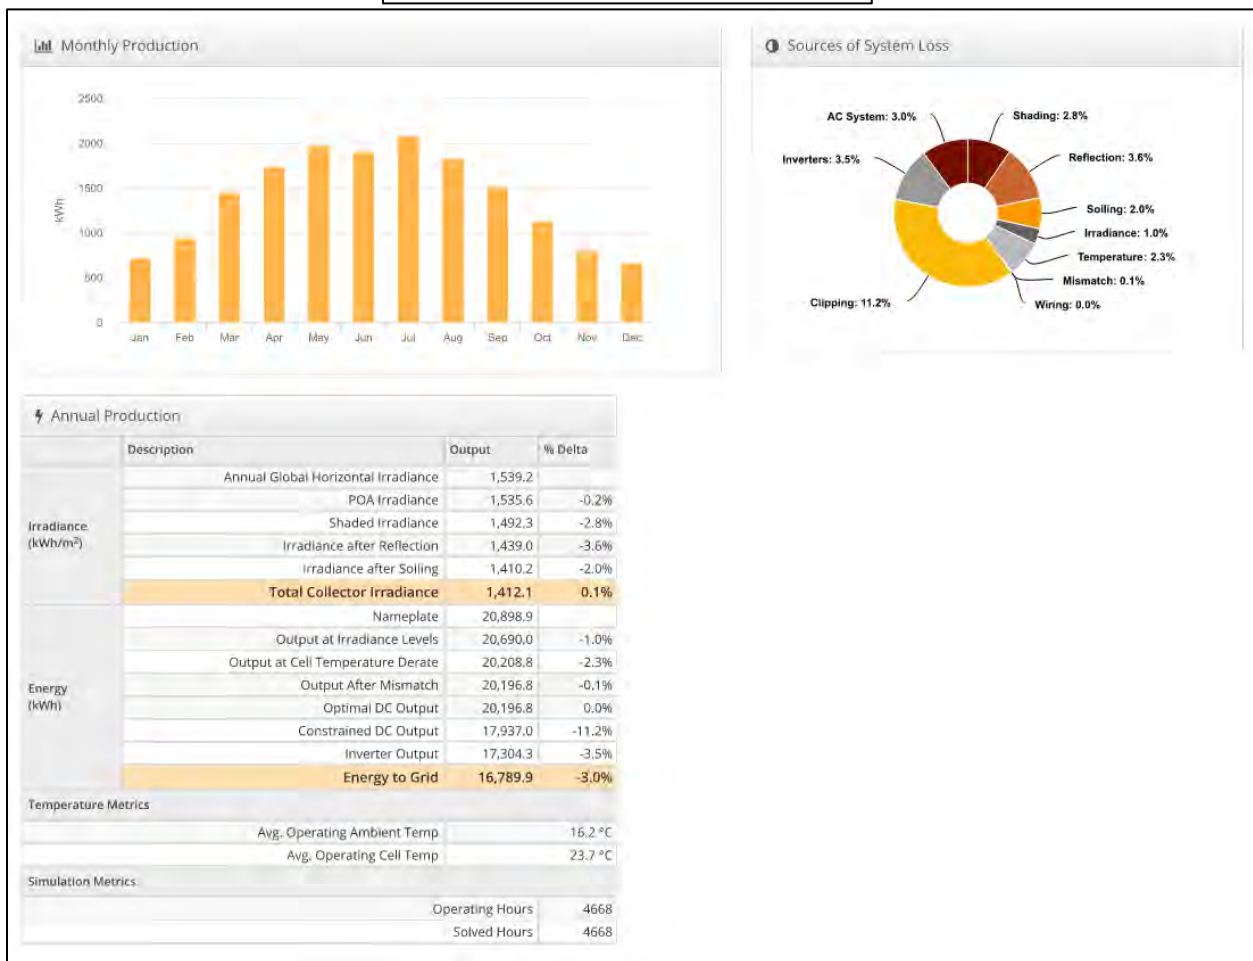 Monthly Production
2500
2000
1500
1000
500
0
kWh
Jan Feb Mar Apr May Jun Jul Aug Sep Oct Nov Dec
Sources of System Loss
AC System: 3.0%
Shading: 2.8%
Inverters: 3.5%
Reflection: 3.6%
Soiling: 2.0%
Irradiance: 1.0%
Temperature: 2.3%
Mismatch: 0.1%
Clipping: 11.2%
Wiring: 0.0%
Annual Production
Description Output % Delta
Annual Global Horizontal Irradiance 1,539.2
POA Irradiance 1,535.6 -0.2%
Irradiance (kWh/m²) Shaded Irradiance 1,492.3 -2.8%
Irradiance after Reflection 1,439.0 -3.6%
Irradiance after Soiling 1,410.2 -2.0%
Total Collector Irradiance 1,412.1 0.1%
Nameplate 20,898.9
Output at Irradiance Levels 20,690.0 -1.0%
Output at Cell Temperature Derate 20,208.8 -2.3%
Energy (kWh) Output After Mismatch 20,196.8 -0.1%
Optimal DC Output 20,196.8 0.0%
Constrained DC Output 17,937.0 -11.2%
Inverter Output 17,304.3 -3.5%
Energy to Grid 16,789.9 -3.0%
Temperature Metrics
Avg. Operating Ambient Temp 16.2 °C
Avg. Operating Cell Temp 23.7 °C
Simulation Metrics
Operating Hours 4668
Solved Hours 4668